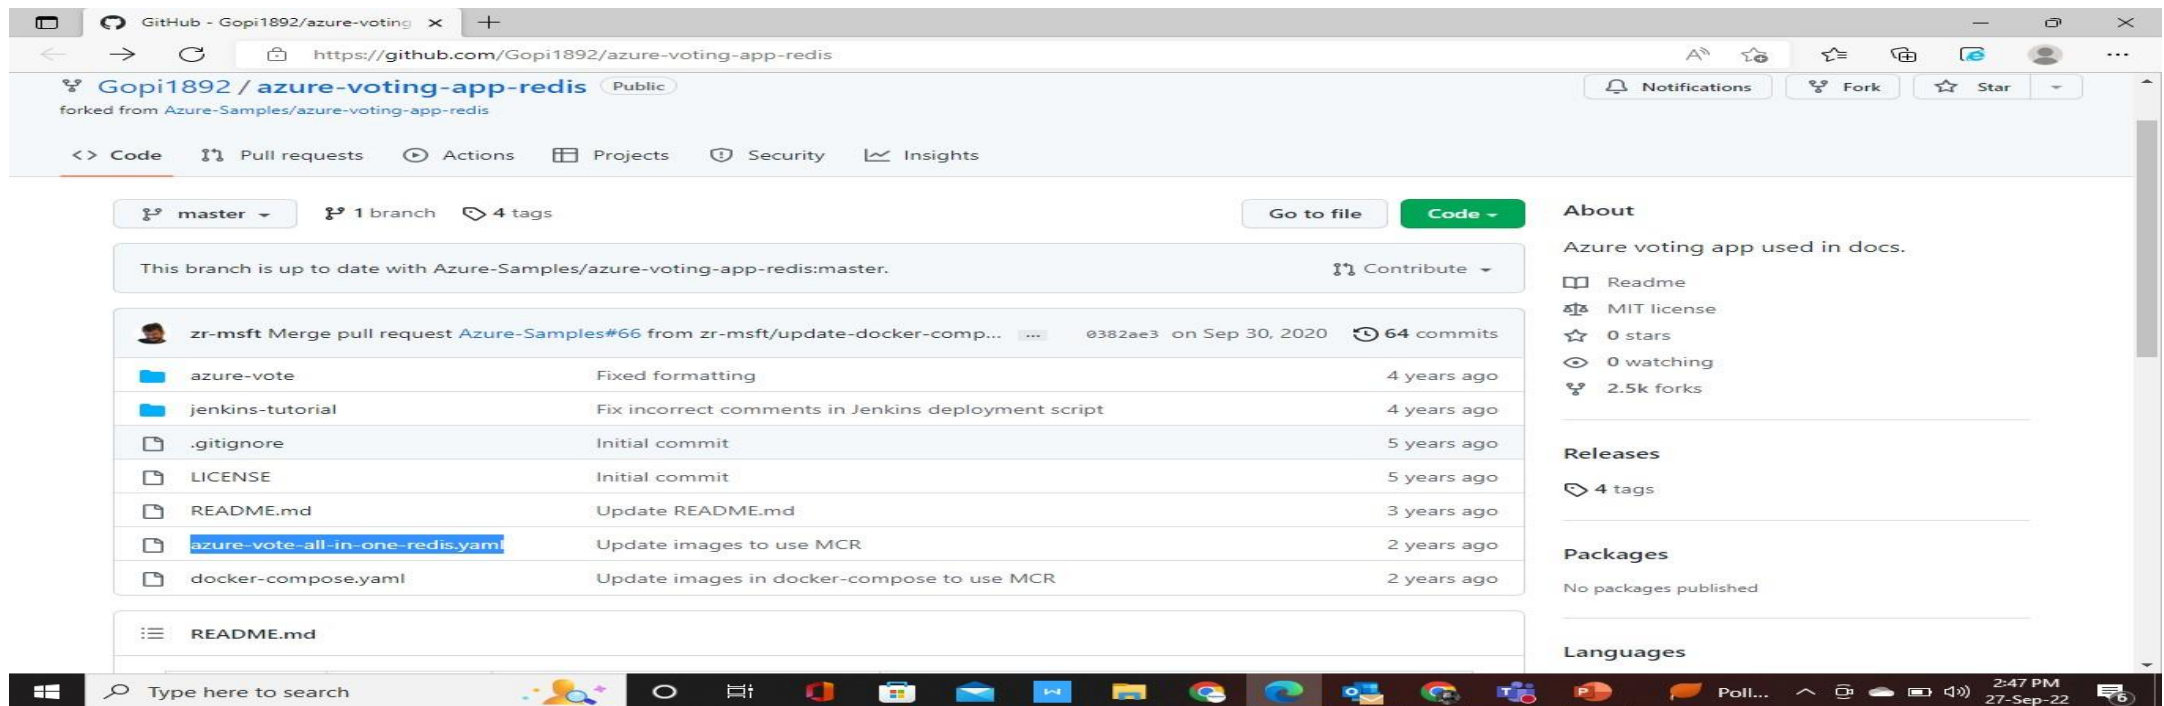 GitHub - Gopi1892/azure-voting
https://github.com/Gopi1892/azure-voting-app-redis
Gopi1892 / azure-voting-app-redis Public
Notifications Fork Star
forked from Azure-Samples/azure-voting-app-redis
Code Pull requests Actions Projects Security Insights
master 1 branch 4 tags Go to file Code
This branch is up to date with Azure-Samples/azure-voting-app-redis:master. Contribute
zr-msft Merge pull request Azure-Samples#66 from zr-msft/update-docker-comp... ... 0382ae3 on Sep 30, 2020 64 commits
azure-vote Fixed formatting 4 years ago
jenkins-tutorial Fix incorrect comments in Jenkins deployment script 4 years ago
.gitignore Initial commit 5 years ago
LICENSE Initial commit 5 years ago
README.md Update README.md 3 years ago
azure-vote-all-in-one-redis.yaml Update images to use MCR 2 years ago
docker-compose.yaml Update images in docker-compose to use MCR 2 years ago
README.md
About
Azure voting app used in docs.
Readme
MIT license
0 stars
0 watching
2.5k forks
Releases
4 tags
Packages
No packages published
Languages
Type here to search
Poll...
2:47 PM
27-Sep-22
6